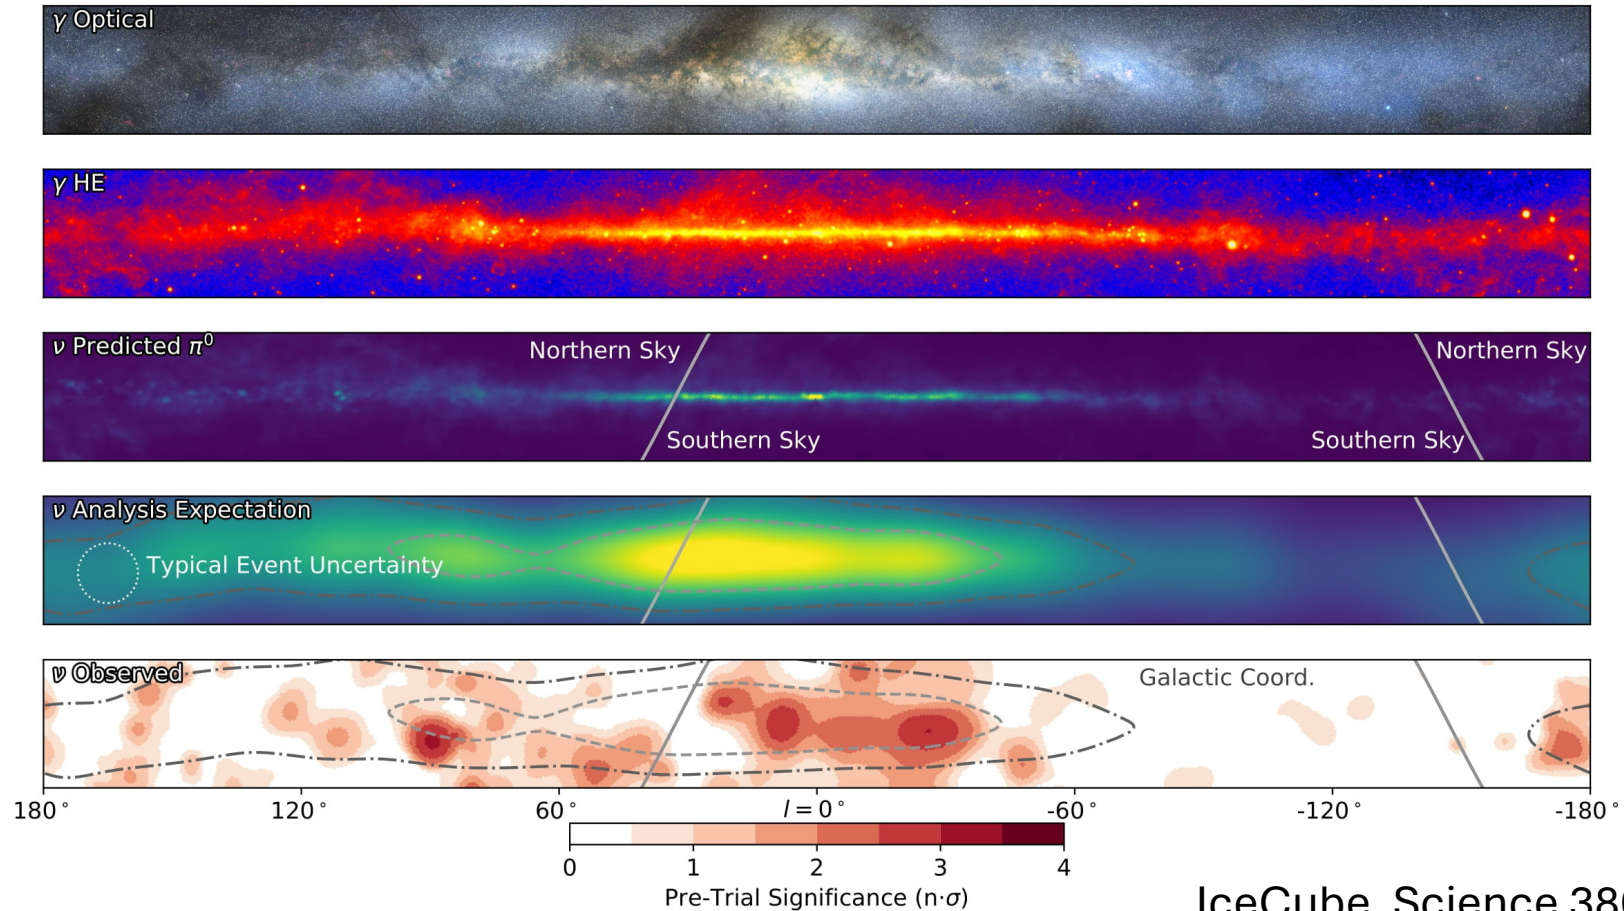 γ Optical
γ HE
ν Predicted π⁰
Northern Sky
Northern Sky
Southern Sky
Southern Sky
ν Analysis Expectation
Typical Event Uncertainty
ν Observed
Galactic Coord.
180° 120° 60° l = 0° -60° -120° -180°
0 1 2 3 4
Pre-Trial Significance (n·σ)
IceCube, Science